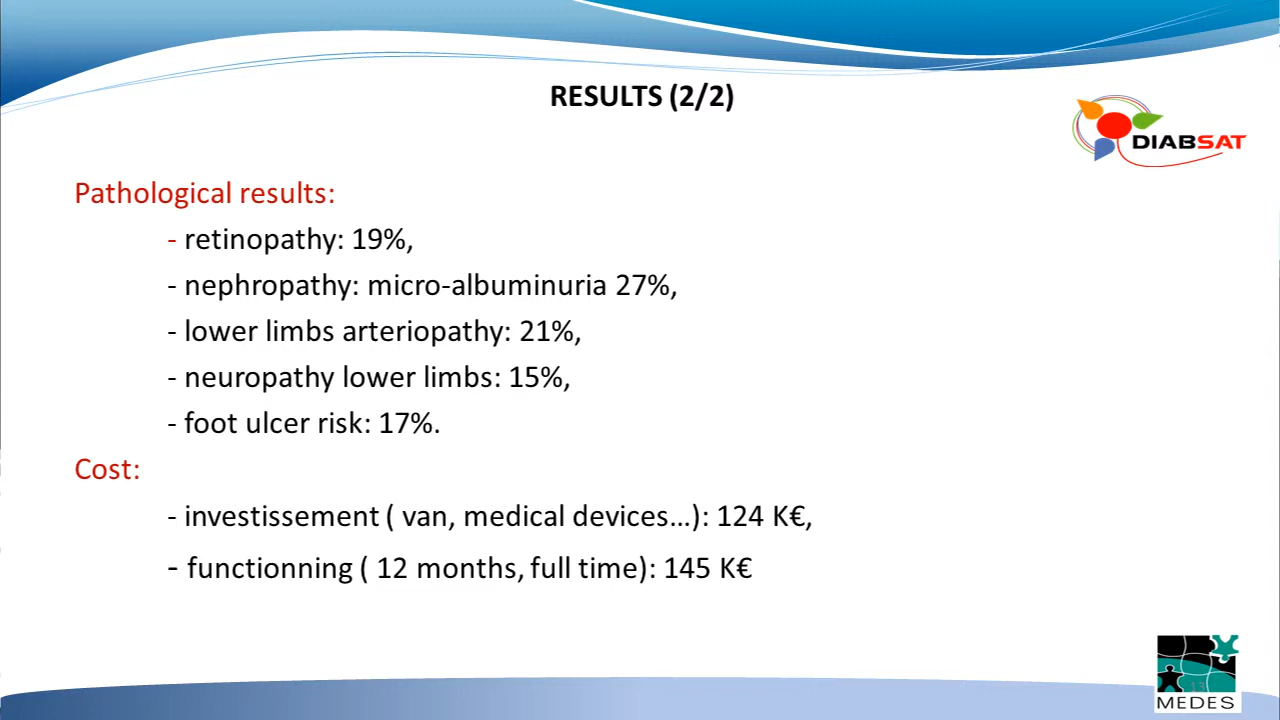 RESULTS (2/2)
DIABSAT
Pathological results:
- retinopathy: 19%,
- nephropathy: micro-albuminuria 27%,
- lower limbs arteriopathy: 21%,
- neuropathy lower limbs: 15%,
- foot ulcer risk: 17%.
Cost:
- investissement ( van, medical devices…): 124 K€,
- functionning ( 12 months, full time): 145 K€
13
MEDES